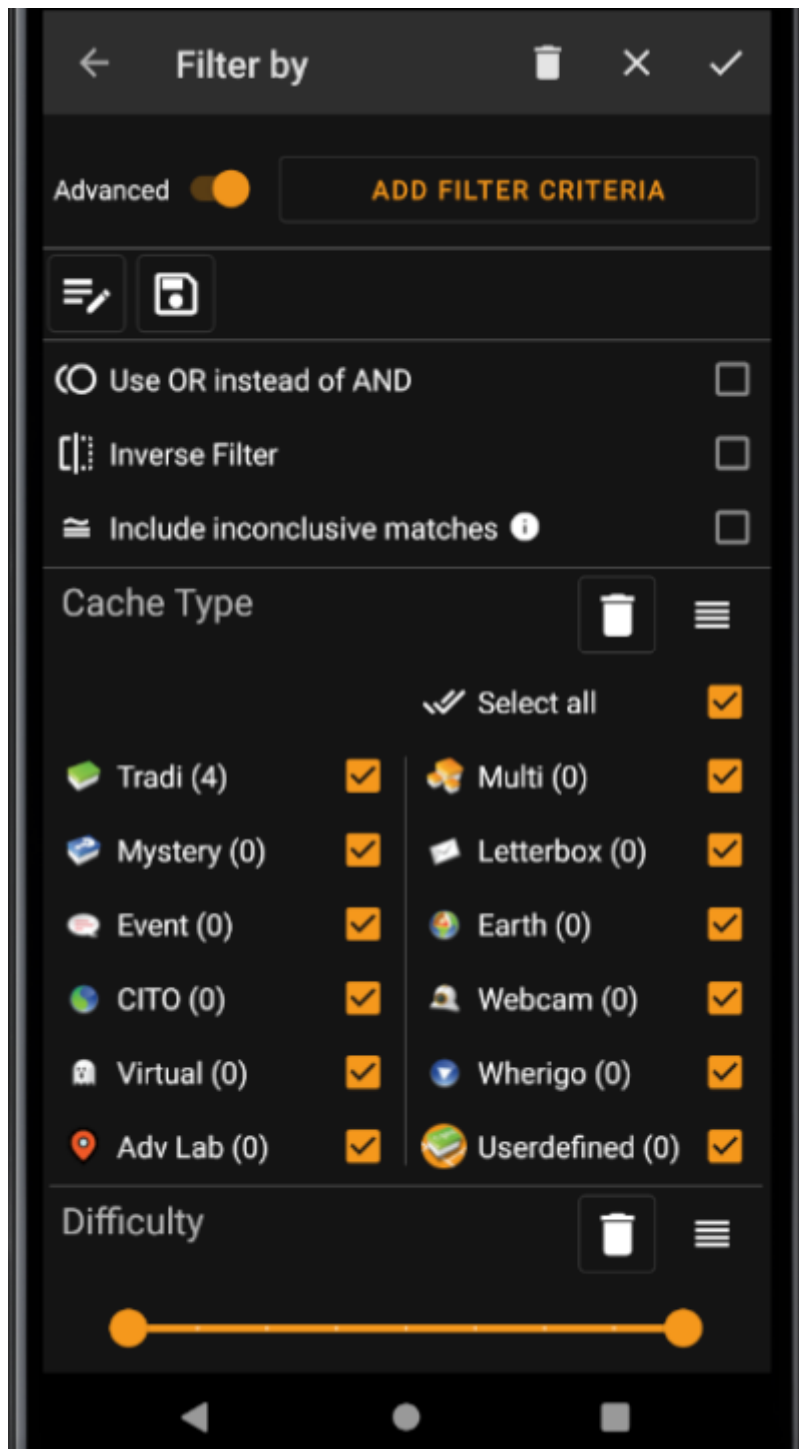 Filter by
Advanced
ADD FILTER CRITERIA
Use OR instead of AND
Inverse Filter
Include inconclusive matches
Cache Type
Select all
Tradi (4)
Multi (0)
Mystery (0)
Letterbox (0)
Event (0)
Earth (0)
CITO (0)
Webcam (0)
Virtual (0)
Wherigo (0)
Adv Lab (0)
Userdefined (0)
Difficulty